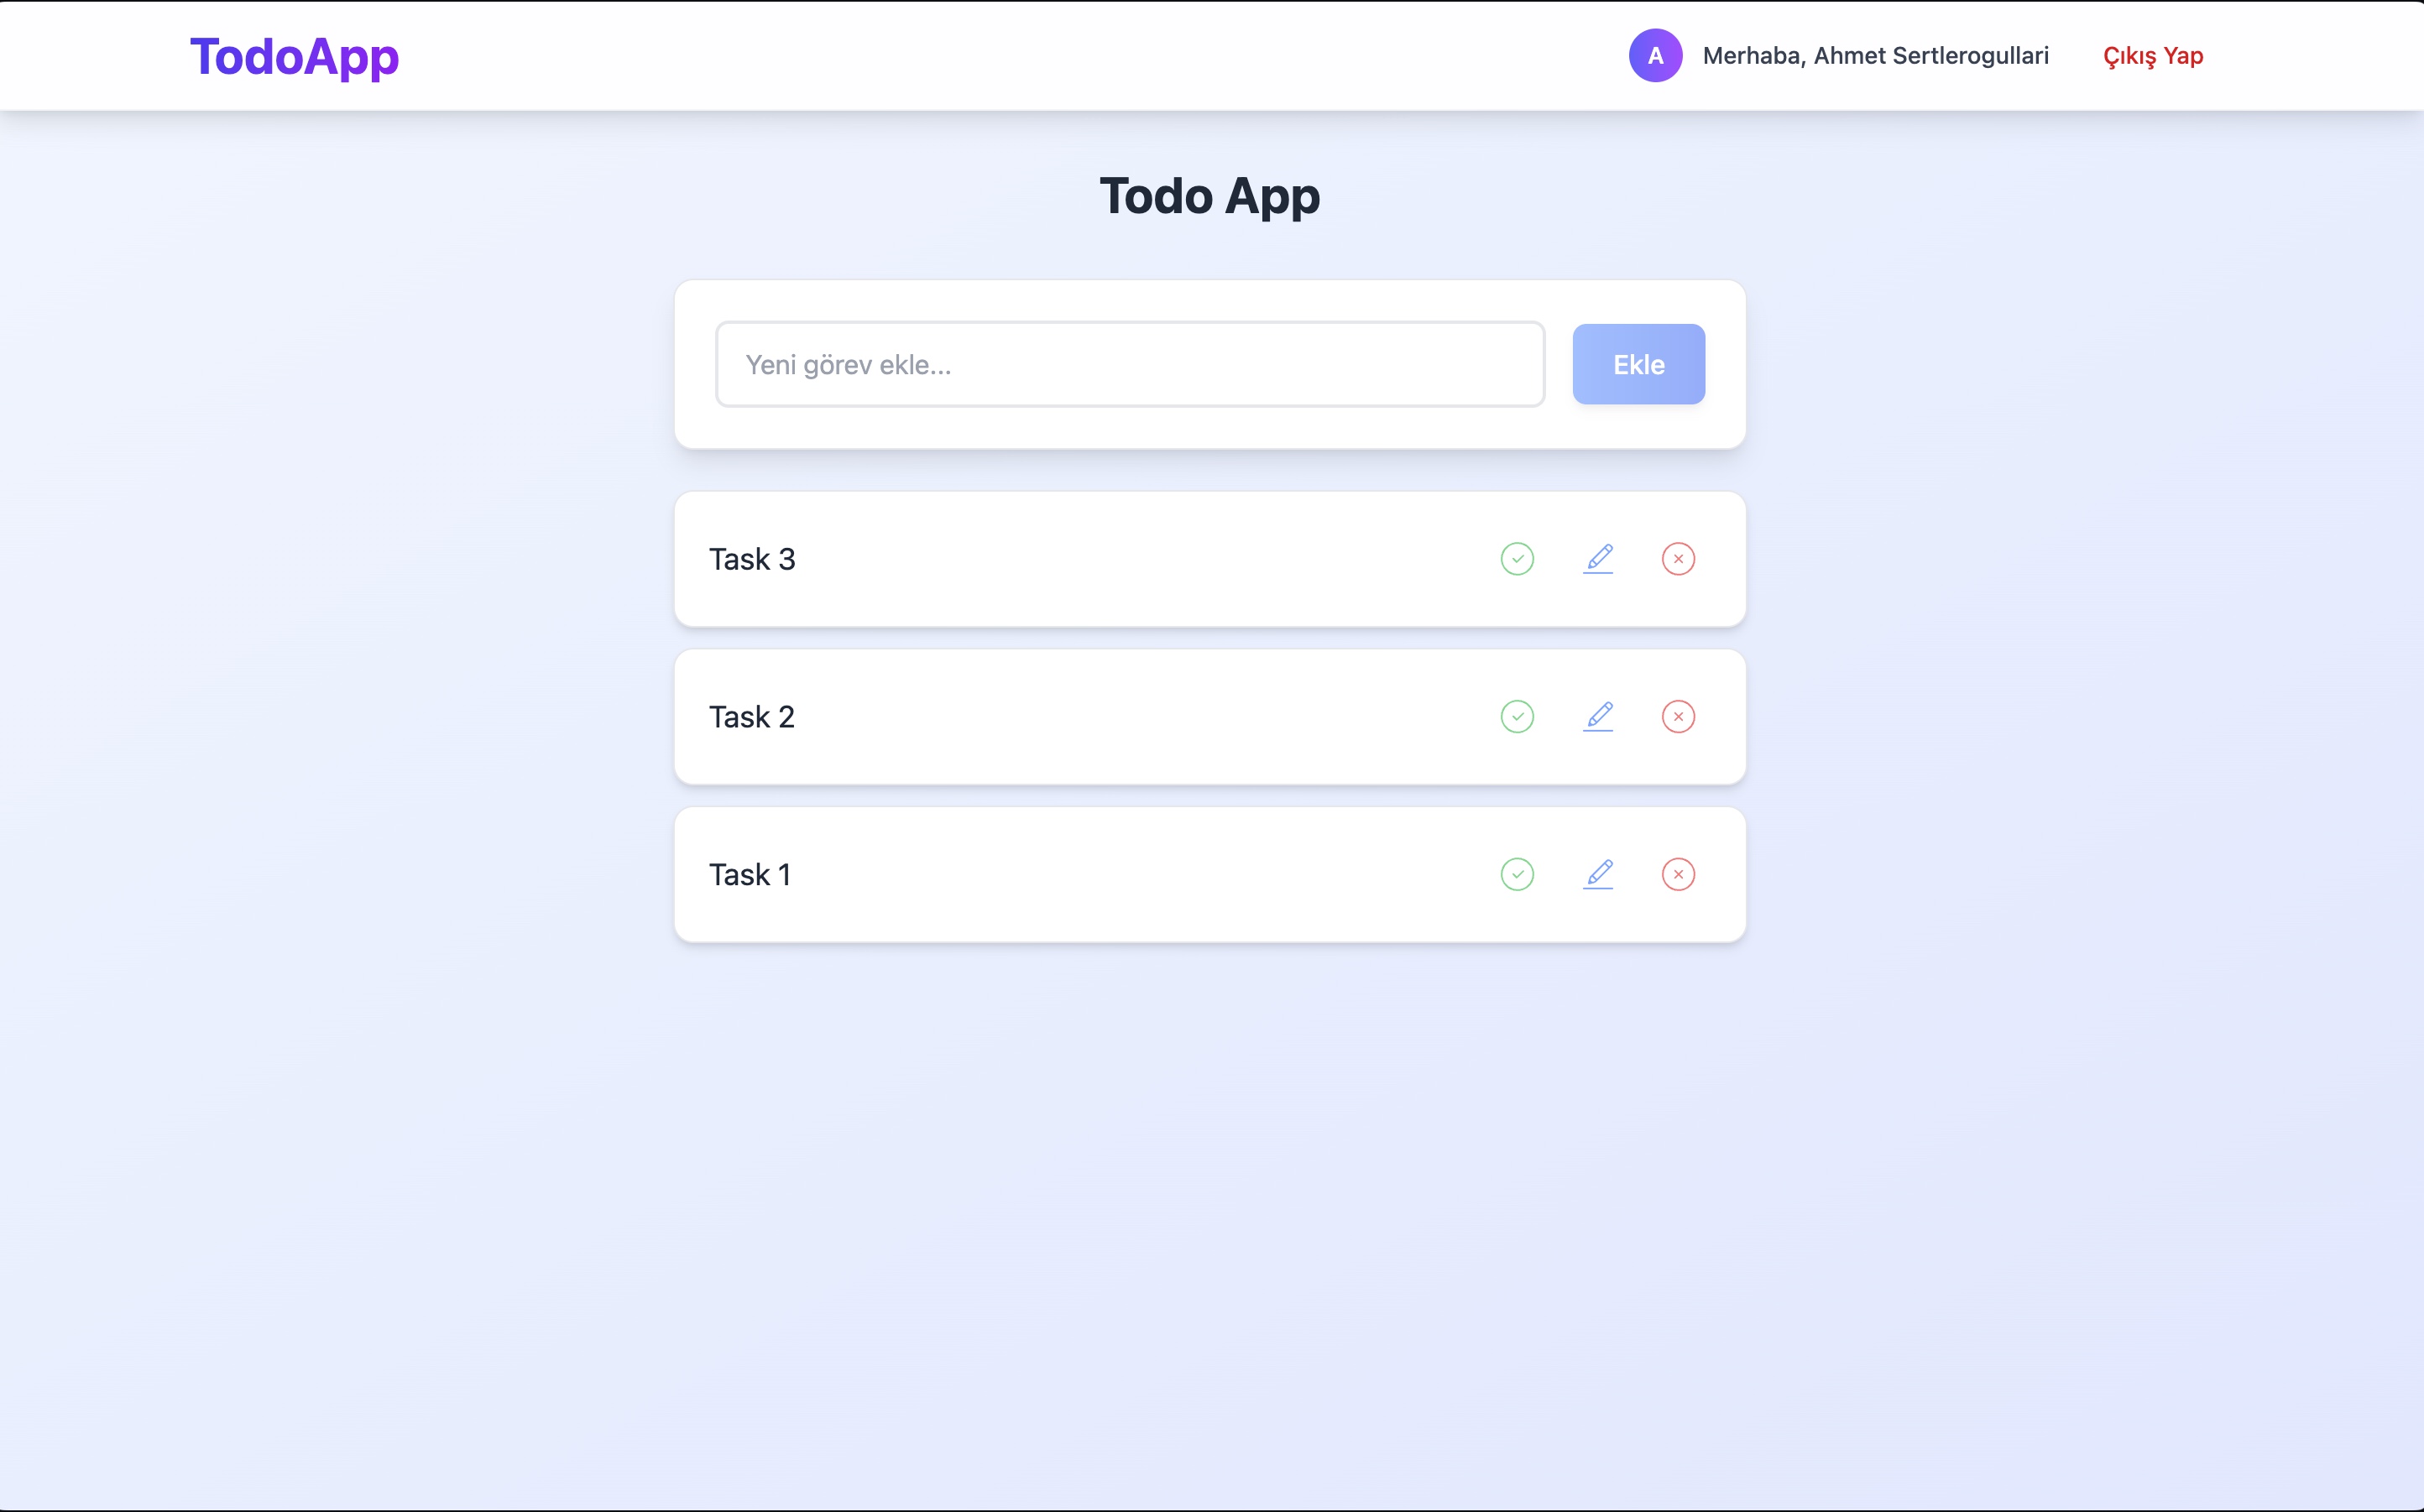 TodoApp
A
Merhaba, Ahmet Sertlerogullari
Çıkış Yap
Todo App
Yeni görev ekle...
Ekle
Task 3
Task 2
Task 1